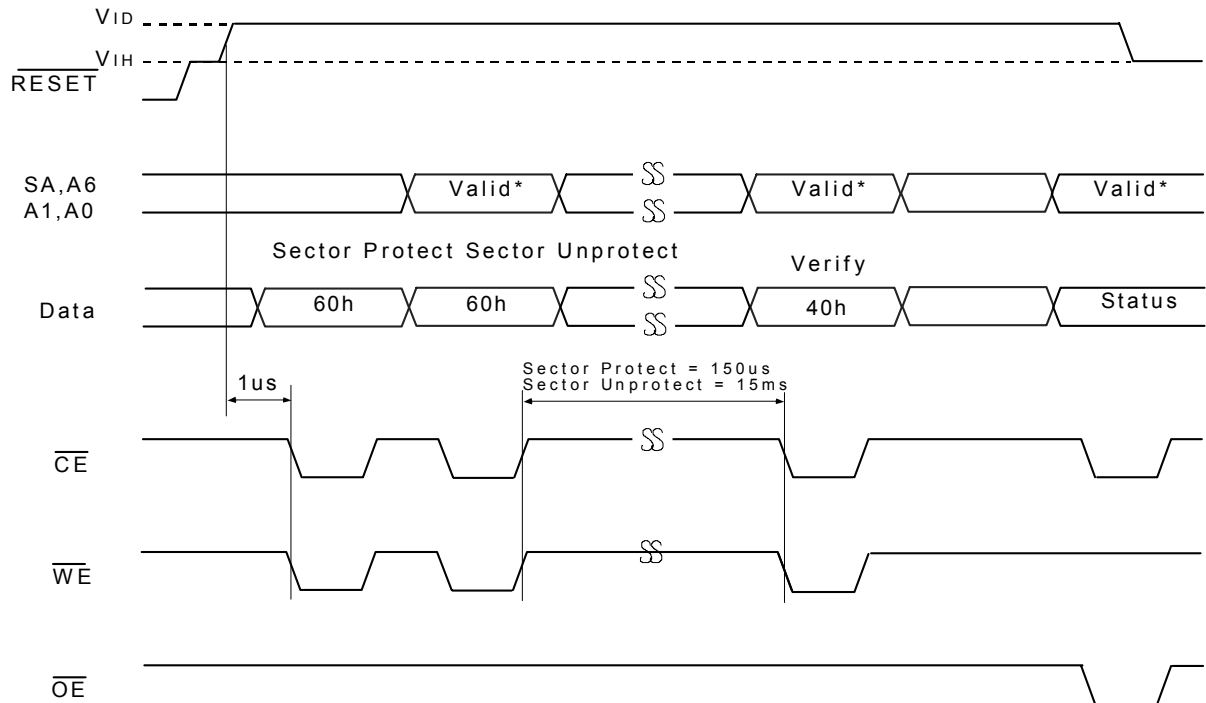 VID
VIH
RESET
SA,A6
A1,A0
Valid*
Valid*
Valid*
Sector Protect Sector Unprotect
Verify
Data
60h
60h
40h
Status
1us
Sector Protect = 150us
Sector Unprotect = 15ms
CE
WE
OE